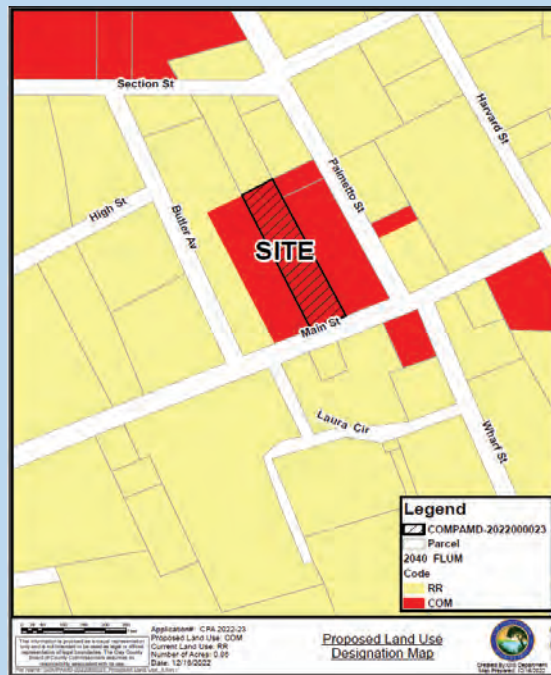 Section St
Harvard St
High St
Butler Av
Palmetto St
SITE
Main St
Laura Cir
Wharf St
Legend
COMPAMD-2022000023
Parcel
2040 FLUM
Code
RR
COM
Application#: CPA 2022-23
Proposed Land Use: COM
Current Land Use: RR
Date: 12/16/2022
Proposed Land Use
Designation Map